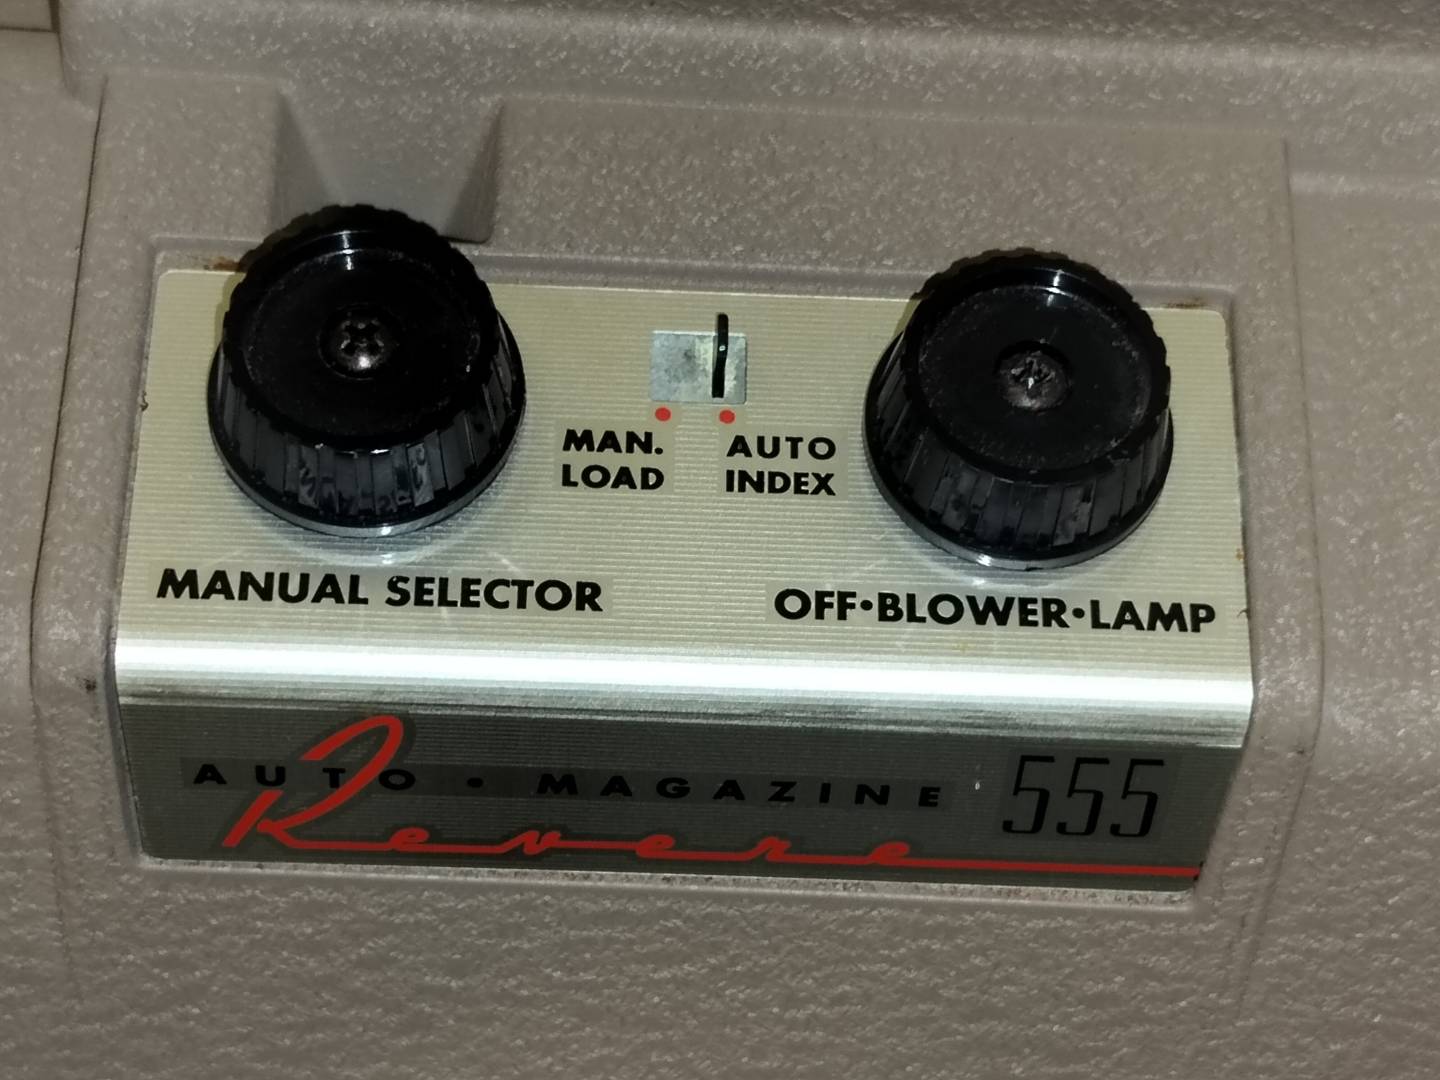 MAN.
LOAD
AUTO
INDEX
MANUAL SELECTOR
OFF•BLOWER•LAMP
AUTO • MAGAZINE 555
Revere